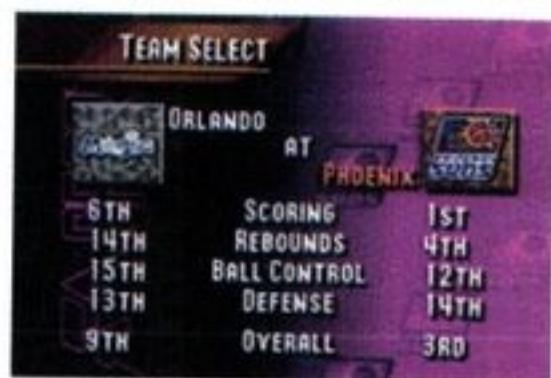 TEAM SELECT
ORLANDO
AT
PHOENIX
6TH SCORING 1ST
14TH REBOUNDS 4TH
15TH BALL CONTROL 12TH
13TH DEFENSE 14TH
9TH OVERALL 3RD